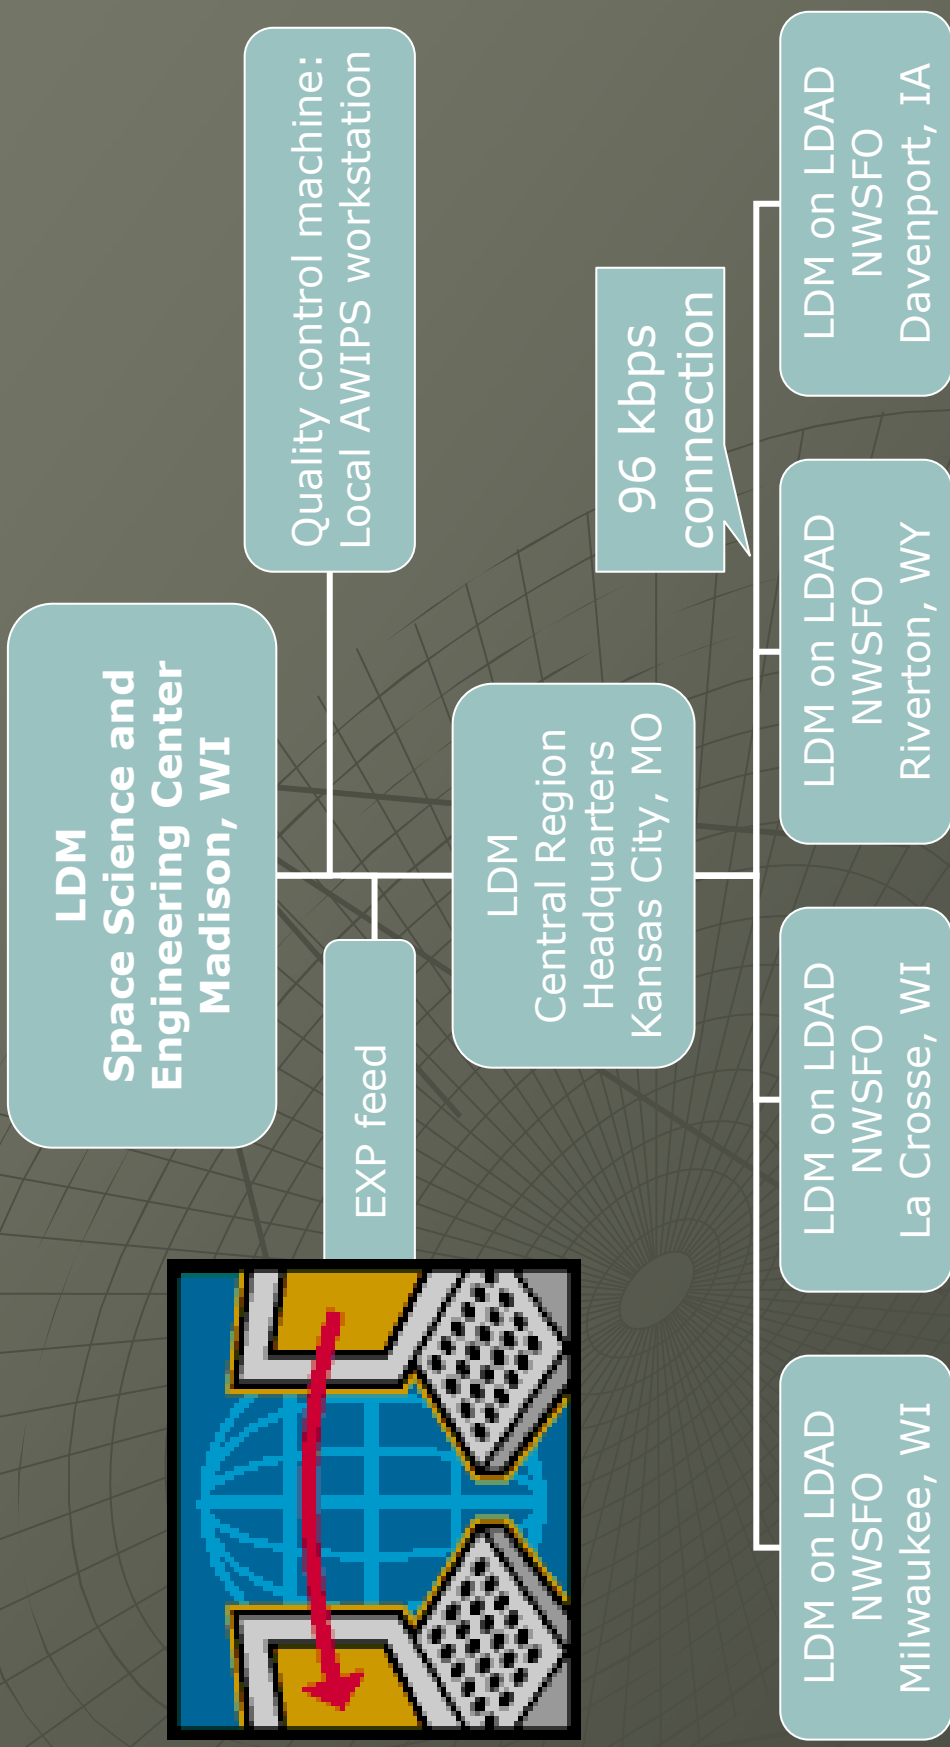 LDM
Space Science and
Engineering Center
Madison, WI
EXP feed
Quality control machine:
Local AWIPS workstation
LDM
Central Region
Headquarters
Kansas City, MO
96 kbps
connection
LDM on LDAD
NWSFO
Milwaukee, WI
LDM on LDAD
NWSFO
La Crosse, WI
LDM on LDAD
NWSFO
Riverton, WY
LDM on LDAD
NWSFO
Davenport, IA